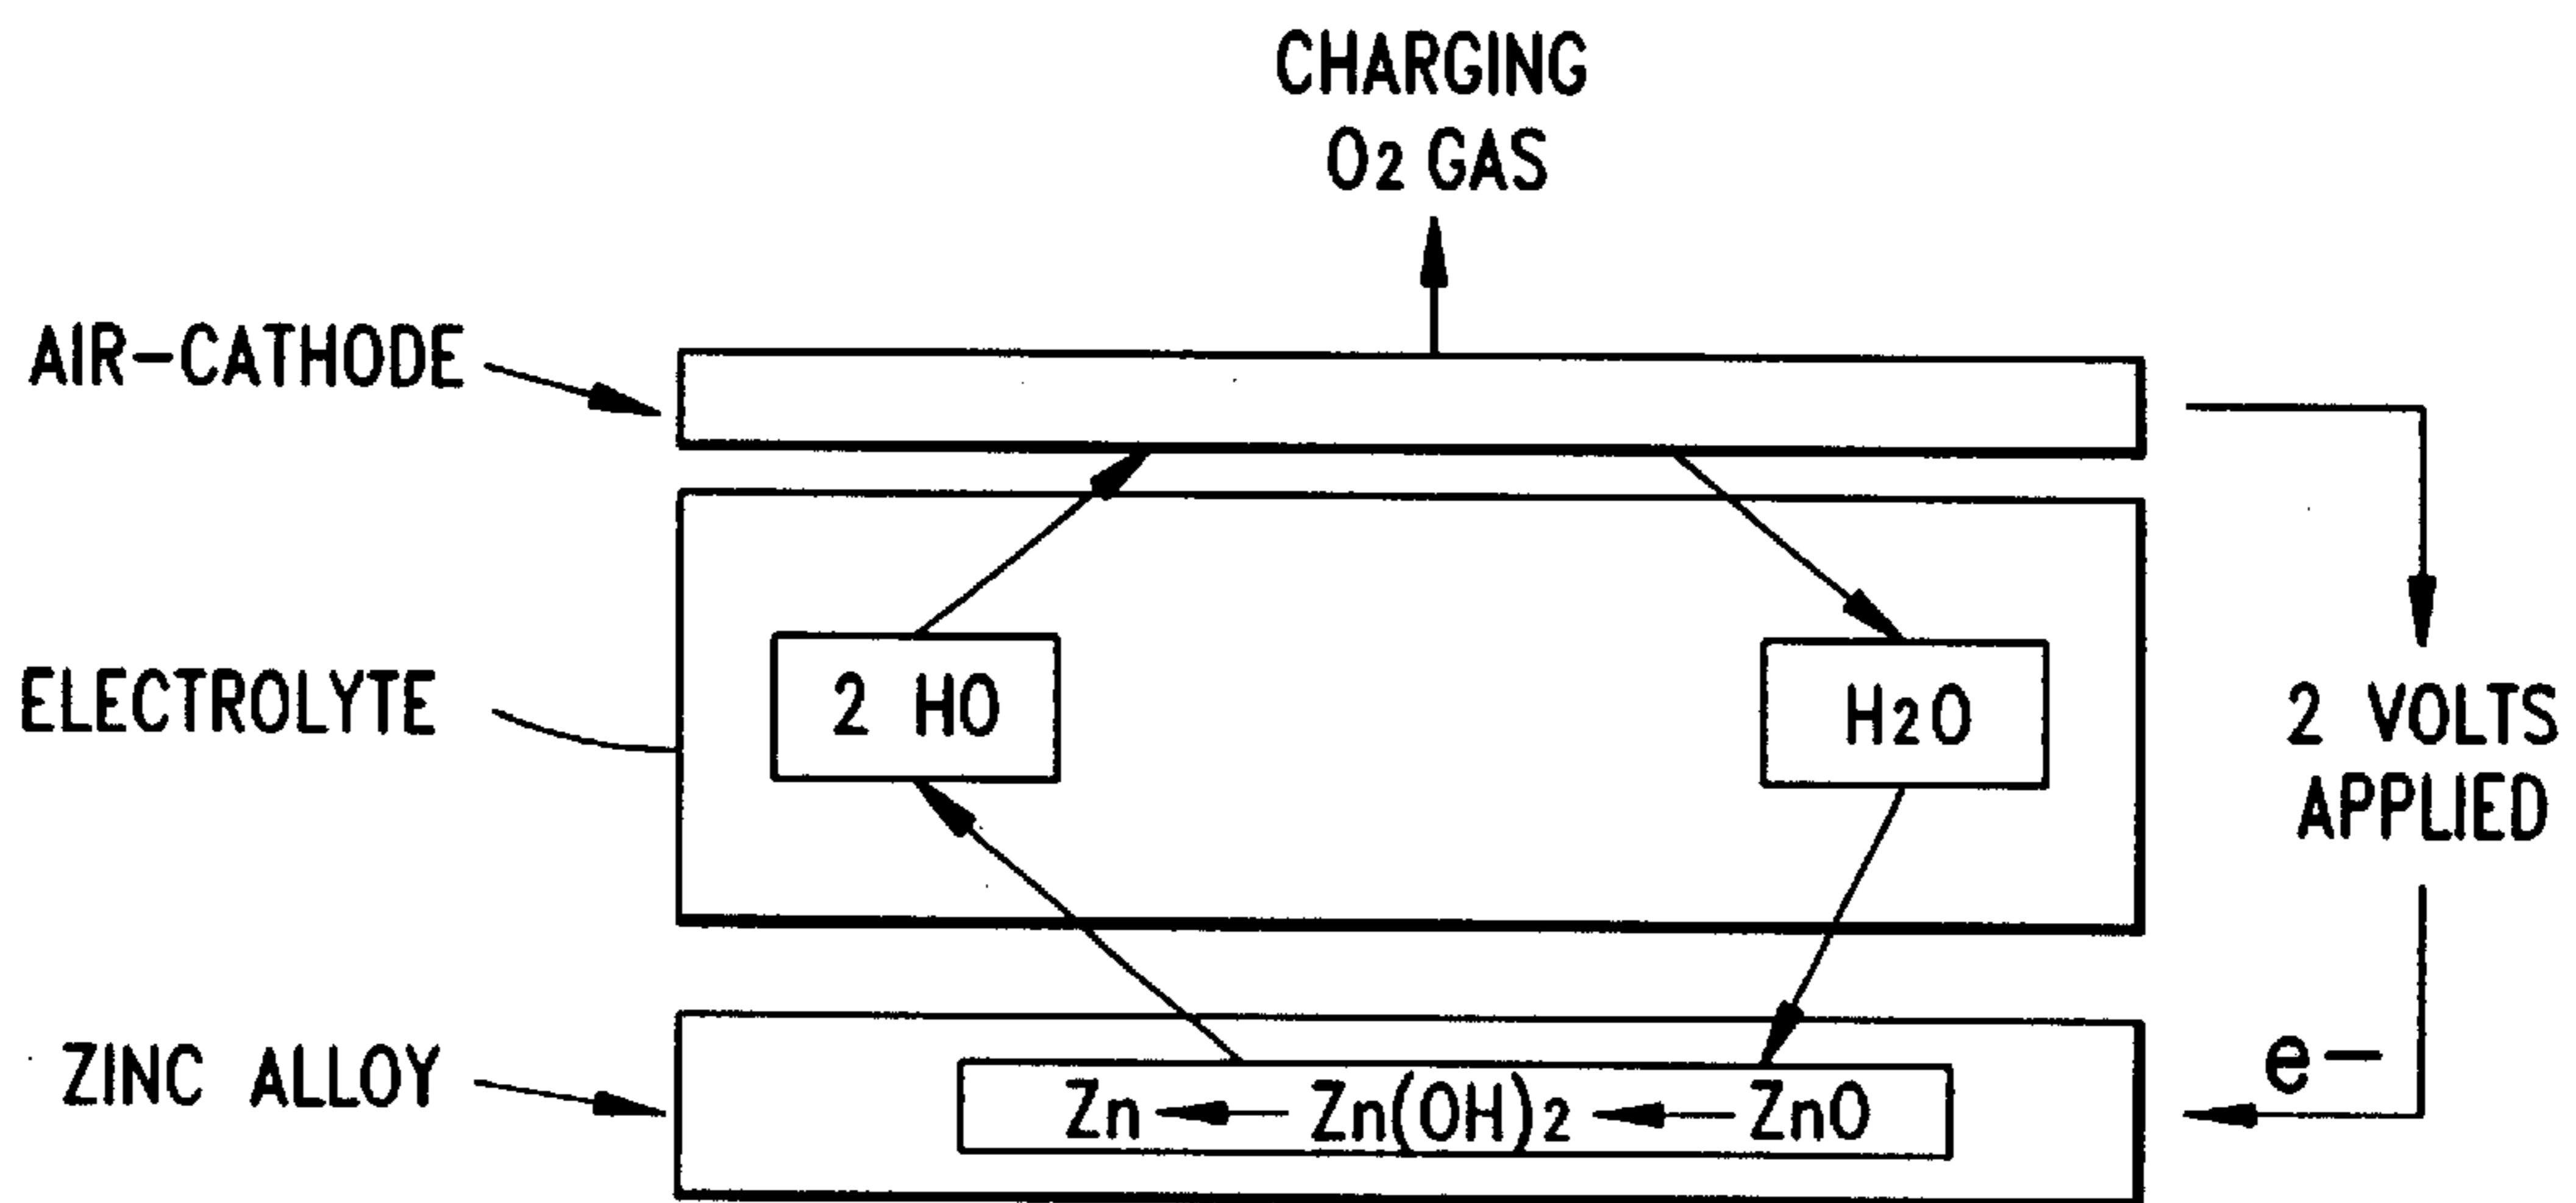 CHARGING
O2 GAS
AIR-CATHODE
ELECTROLYTE
2 HO
H2O
2 VOLTS
APPLIED
ZINC ALLOY
Zn ← Zn(OH)2 ← ZnO
e-